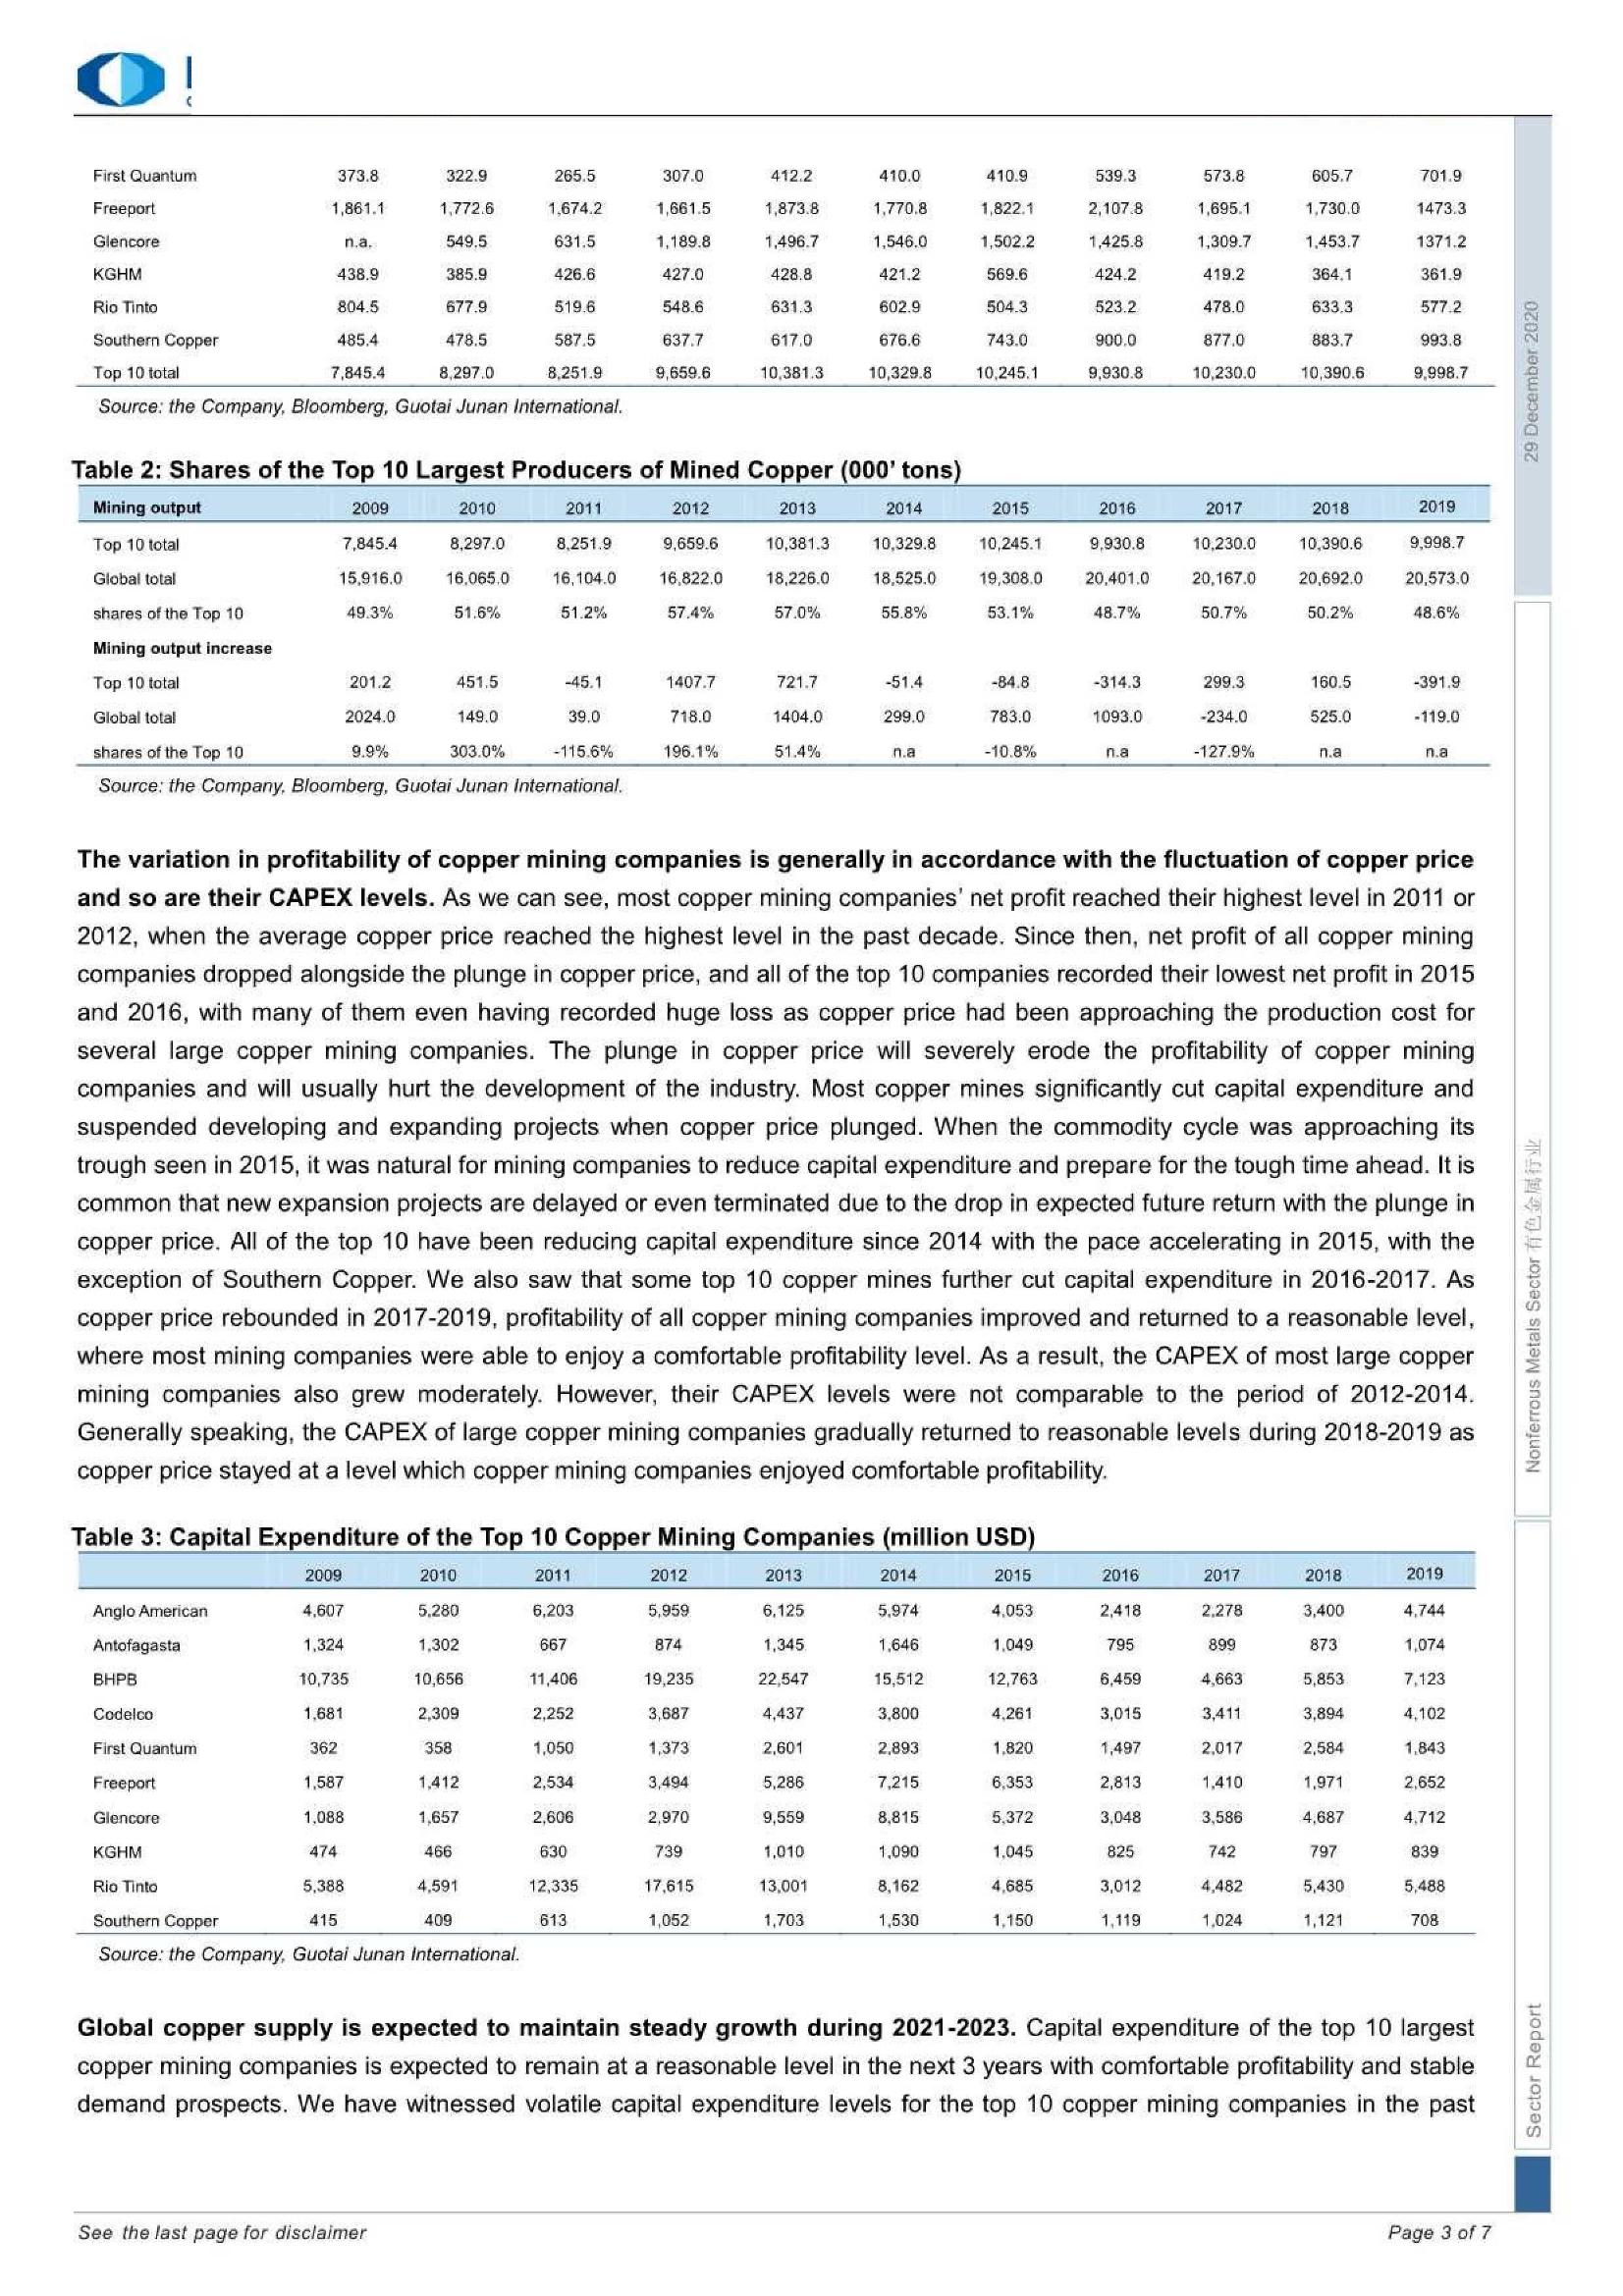 First Quantum 373.8 322.9 265.5 307.0 412.2 410.0 410.9 539.3 573.8 605.7 701.9
Freeport 1,861.1 1,772.6 1,674.2 1,661.5 1,873.8 1,770.8 1,822.1 2,107.8 1,695.1 1,730.0 1473.3
Glencore n.a. 549.5 631.5 1,189.8 1,496.7 1,546.0 1,502.2 1,425.8 1,309.7 1,453.7 1371.2
KGHM 438.9 385.9 426.6 427.0 428.8 421.2 569.6 424.2 419.2 364.1 361.9
Rio Tinto 804.5 677.9 519.6 548.6 631.3 602.9 504.3 523.2 478.0 633.3 577.2
Southern Copper 485.4 478.5 587.5 637.7 617.0 676.6 743.0 900.0 877.0 883.7 993.8
Top 10 total 7,845.4 8,297.0 8,251.9 9,659.6 10,381.3 10,329.8 10,245.1 9,930.8 10,230.0 10,390.6 9,998.7
Source: the Company, Bloomberg, Guotai Junan International.
Table 2: Shares of the Top 10 Largest Producers of Mined Copper (000' tons)
Mining output 2009 2010 2011 2012 2013 2014 2015 2016 2017 2018 2019
Top 10 total 7,845.4 8,297.0 8,251.9 9,659.6 10,381.3 10,329.8 10,245.1 9,930.8 10,230.0 10,390.6 9,998.7
Global total 15,916.0 16,065.0 16,104.0 16,822.0 18,226.0 18,525.0 19,308.0 20,401.0 20,167.0 20,692.0 20,573.0
shares of the Top 10 49.3% 51.6% 51.2% 57.4% 57.0% 55.8% 53.1% 48.7% 50.7% 50.2% 48.6%
Mining output increase
Top 10 total 201.2 451.5 -45.1 1407.7 721.7 -51.4 -84.8 -314.3 299.3 160.5 -391.9
Global total 2024.0 149.0 39.0 718.0 1404.0 299.0 783.0 1093.0 -234.0 525.0 -119.0
shares of the Top 10 9.9% 303.0% -115.6% 196.1% 51.4% n.a -10.8% n.a -127.9% n.a n.a
Source: the Company, Bloomberg, Guotai Junan International.
The variation in profitability of copper mining companies is generally in accordance with the fluctuation of copper price
and so are their CAPEX levels. As we can see, most copper mining companies' net profit reached their highest level in 2011 or
2012, when the average copper price reached the highest level in the past decade. Since then, net profit of all copper mining
companies dropped alongside the plunge in copper price, and all of the top 10 companies recorded their lowest net profit in 2015
and 2016, with many of them even having recorded huge loss as copper price had been approaching the production cost for
several large copper mining companies. The plunge in copper price will severely erode the profitability of copper mining
companies and will usually hurt the development of the industry. Most copper mines significantly cut capital expenditure and
suspended developing and expanding projects when copper price plunged. When the commodity cycle was approaching its
trough seen in 2015, it was natural for mining companies to reduce capital expenditure and prepare for the tough time ahead. It is
common that new expansion projects are delayed or even terminated due to the drop in expected future return with the plunge in
copper price. All of the top 10 have been reducing capital expenditure since 2014 with the pace accelerating in 2015, with the
exception of Southern Copper. We also saw that some top 10 copper mines further cut capital expenditure in 2016-2017. As
copper price rebounded in 2017-2019, profitability of all copper mining companies improved and returned to a reasonable level,
where most mining companies were able to enjoy a comfortable profitability level. As a result, the CAPEX of most large copper
mining companies also grew moderately. However, their CAPEX levels were not comparable to the period of 2012-2014.
Generally speaking, the CAPEX of large copper mining companies gradually returned to reasonable levels during 2018-2019 as
copper price stayed at a level which copper mining companies enjoyed comfortable profitability.
Table 3: Capital Expenditure of the Top 10 Copper Mining Companies (million USD)
2009 2010 2011 2012 2013 2014 2015 2016 2017 2018 2019
Anglo American 4,607 5,280 6,203 5,959 6,125 5,974 4,053 2,418 2,278 3,400 4,744
Antofagasta 1,324 1,302 667 874 1,345 1,646 1,049 795 899 873 1,074
BHPB 10,735 10,656 11,406 19,235 22,547 15,512 12,763 6,459 4,663 5,853 7,123
Codelco 1,681 2,309 2,252 3,687 4,437 3,800 4,261 3,015 3,411 3,894 4,102
First Quantum 362 358 1,050 1,373 2,601 2,893 1,820 1,497 2,017 2,584 1,843
Freeport 1,587 1,412 2,534 3,494 5,286 7,215 6,353 2,813 1,410 1,971 2,652
Glencore 1,088 1,657 2,606 2,970 9,559 8,815 5,372 3,048 3,586 4,687 4,712
KGHM 474 466 630 739 1,010 1,090 1,045 825 742 797 839
Rio Tinto 5,388 4,591 12,335 17,615 13,001 8,162 4,685 3,012 4,482 5,430 5,488
Southern Copper 415 409 613 1,052 1,703 1,530 1,150 1,119 1,024 1,121 708
Source: the Company, Guotai Junan International.
Global copper supply is expected to maintain steady growth during 2021-2023. Capital expenditure of the top 10 largest
copper mining companies is expected to remain at a reasonable level in the next 3 years with comfortable profitability and stable
demand prospects. We have witnessed volatile capital expenditure levels for the top 10 copper mining companies in the past
See the last page for disclaimer
Page 3 of 7
29 December 2020
Nonferrous Metals Sector 有色金属行业
Sector Report